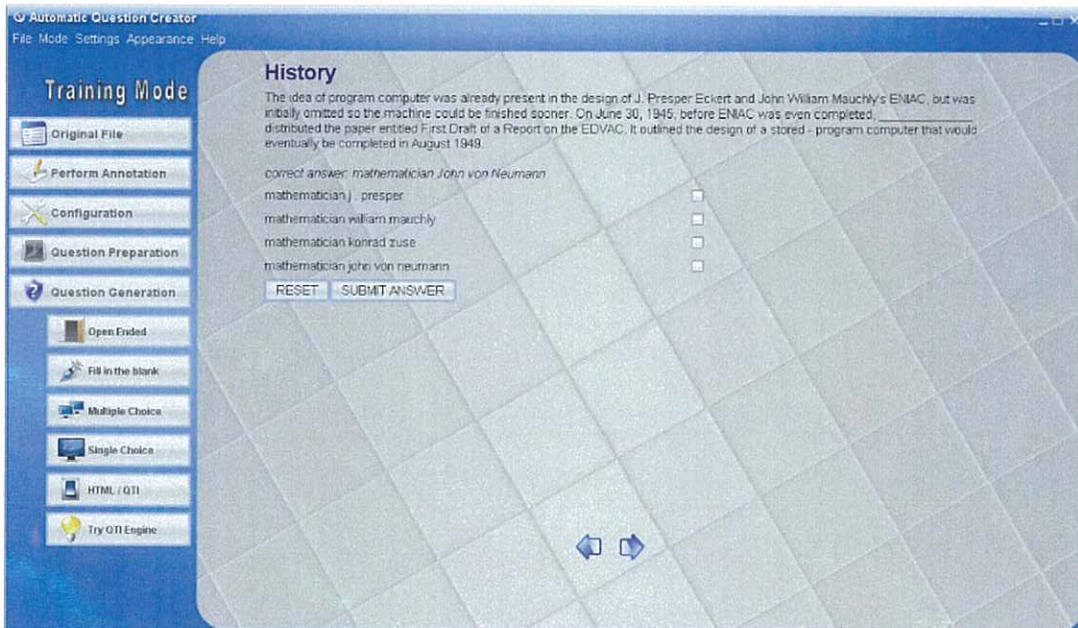 Automatic Question Creator
File Mode Settings Appearance Help
Training Mode
Original File
Perform Annotation
Configuration
Question Preparation
Question Generation
Open Ended
Fill in the blank
Multiple Choice
Single Choice
HTML / QTI
Try QTI Engine
History
The idea of program computer was already present in the design of J. Presper Eckert and John William Mauchly's ENIAC, but was
initially omitted so the machine could be finished sooner. On June 30, 1945, before ENIAC was even completed, _______________
distributed the paper entitled First Draft of a Report on the EDVAC. It outlined the design of a stored - program computer that would
eventually be completed in August 1949.
correct answer: mathematician John von Neumann
mathematician j . presper
mathematician william mauchly
mathematician konrad zuse
mathematician john von neumann
RESET SUBMIT ANSWER